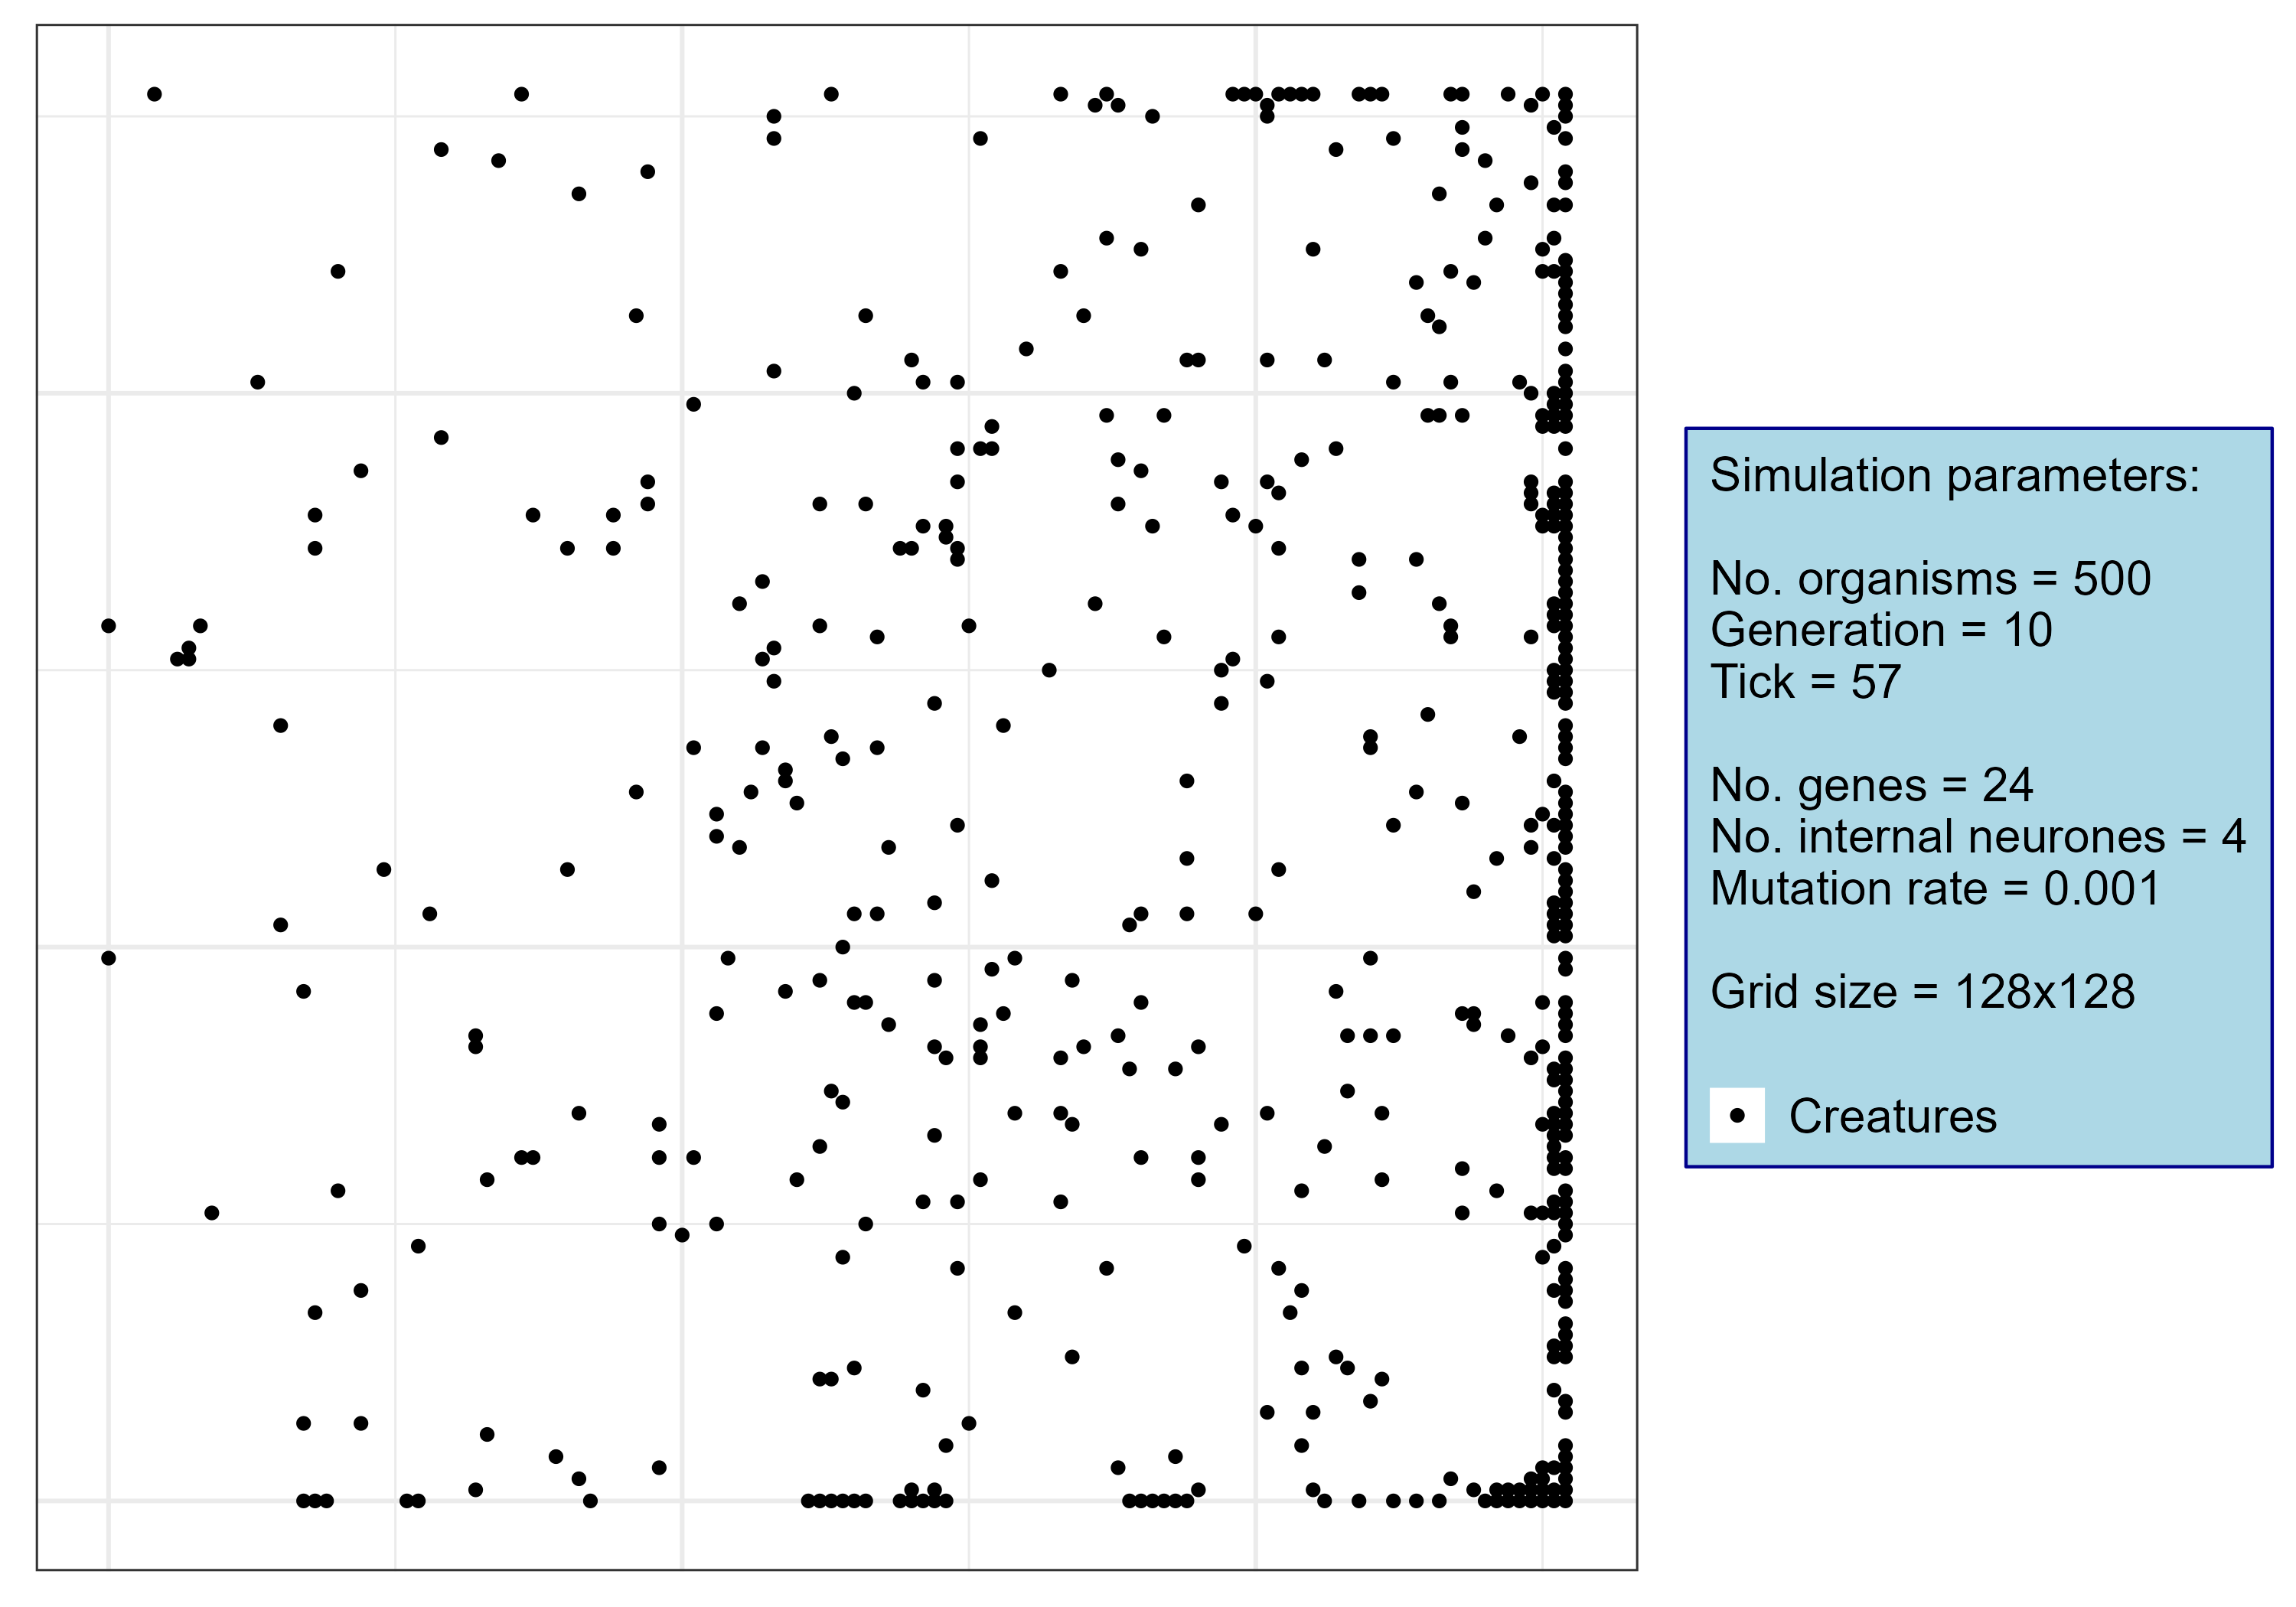 Simulation parameters:
No. organisms = 500
Generation = 10
Tick = 57
No. genes = 24
No. internal neurones = 4
Mutation rate = 0.001
Grid size = 128x128
Creatures